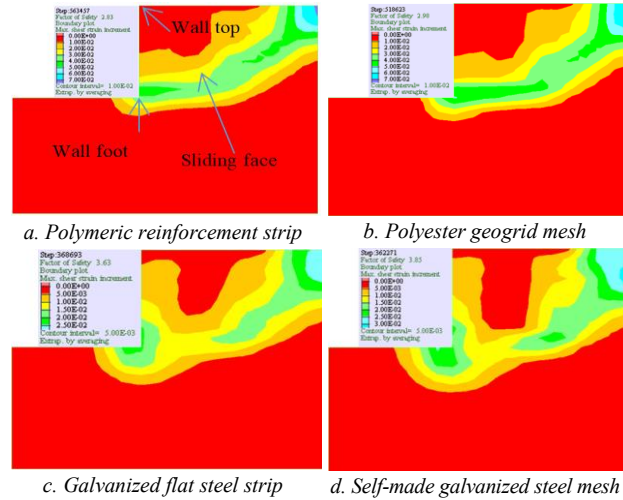 Step:563457
Factor of Safety 2.83
Boundary plot
Max. shear strain increment
0.00E+00
1.00E-02
2.00E-02
3.00E-02
4.00E-02
5.00E-02
6.00E-02
7.00E-02
Contour interval= 1.00E-02
Extrap. by averaging
Wall top
Wall foot
Sliding face
a. Polymeric reinforcement strip
Step:510623
Factor of Safety 2.98
Boundary plot
Max. shear strain increment
0.00E+00
1.00E-02
2.00E-02
3.00E-02
4.00E-02
5.00E-02
6.00E-02
7.00E-02
Contour interval= 1.00E-02
Extrap. by averaging
b. Polyester geogrid mesh
Step:368693
Factor of Safety 3.63
Boundary plot
Max. shear strain increment
0.00E+00
5.00E-03
1.00E-02
1.50E-02
2.00E-02
2.50E-02
Contour interval= 5.00E-03
Extrap. by averaging
c. Galvanized flat steel strip
Step:362271
Factor of Safety 3.85
Boundary plot
Max. shear strain increment
0.00E+00
5.00E-03
1.00E-02
1.50E-02
2.00E-02
2.50E-02
3.00E-02
Contour interval= 5.00E-03
Extrap. by averaging
d. Self-made galvanized steel mesh